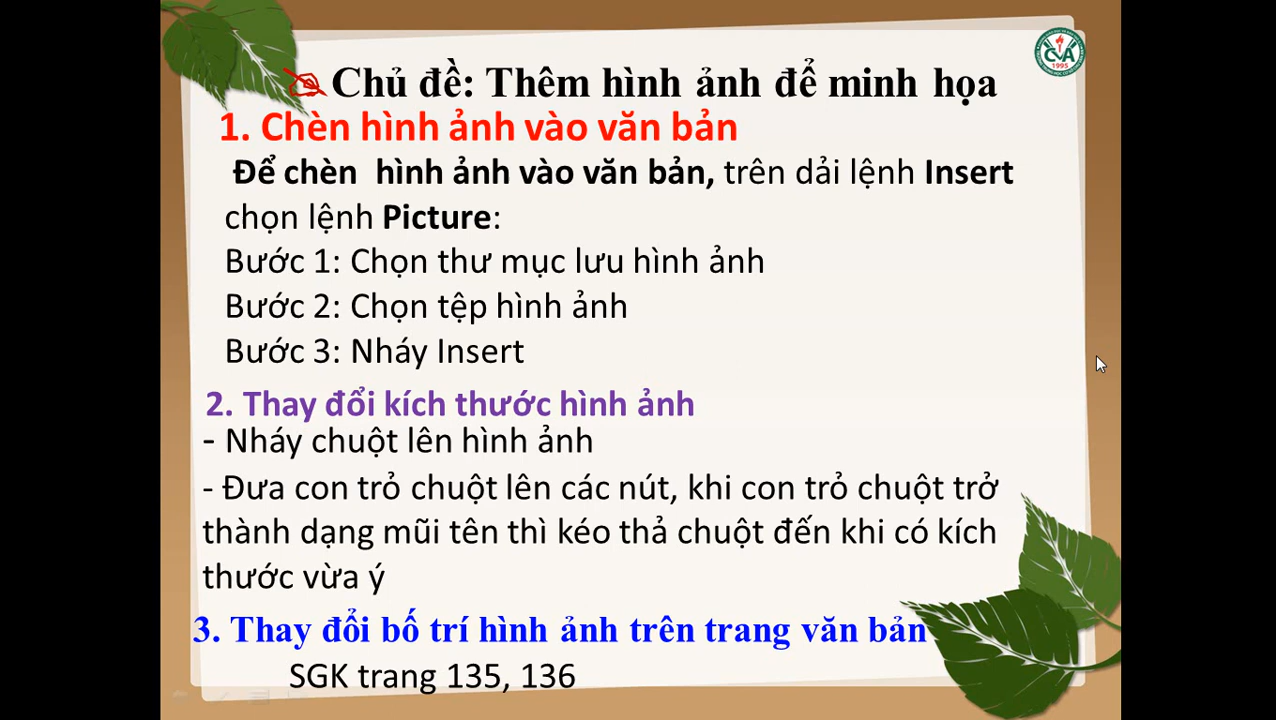 Chủ đề: Thêm hình ảnh để minh họa
CVA
1995
1. Chèn hình ảnh vào văn bản
Để chèn hình ảnh vào văn bản, trên dải lệnh Insert
chọn lệnh Picture:
Bước 1: Chọn thư mục lưu hình ảnh
Bước 2: Chọn tệp hình ảnh
Bước 3: Nháy Insert
2. Thay đổi kích thước hình ảnh
- Nháy chuột lên hình ảnh
- Đưa con trỏ chuột lên các nút, khi con trỏ chuột trở
thành dạng mũi tên thì kéo thả chuột đến khi có kích
thước vừa ý
3. Thay đổi bố trí hình ảnh trên trang văn bản
SGK trang 135, 136